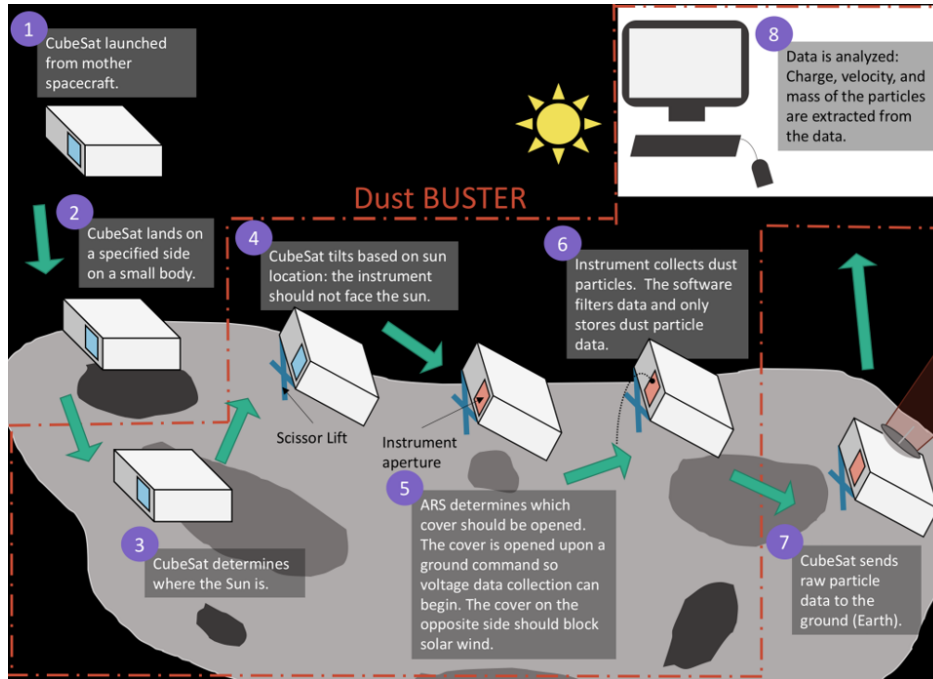 1
CubeSat launched
from mother
spacecraft.
2
CubeSat lands on
a specified side
on a small body.
3
CubeSat determines
where the Sun is.
Dust BUSTER
4
CubeSat tilts based on sun
location: the instrument
should not face the sun.
Scissor Lift
Instrument
aperture
5
ARS determines which
cover should be opened.
The cover is opened upon a
ground command so
voltage data collection can
begin. The cover on the
opposite side should block
solar wind.
6
Instrument collects dust
particles. The software
filters data and only
stores dust particle
data.
7
CubeSat sends
raw particle
data to the
ground (Earth).
8
Data is analyzed:
Charge, velocity, and
mass of the particles
are extracted from
the data.